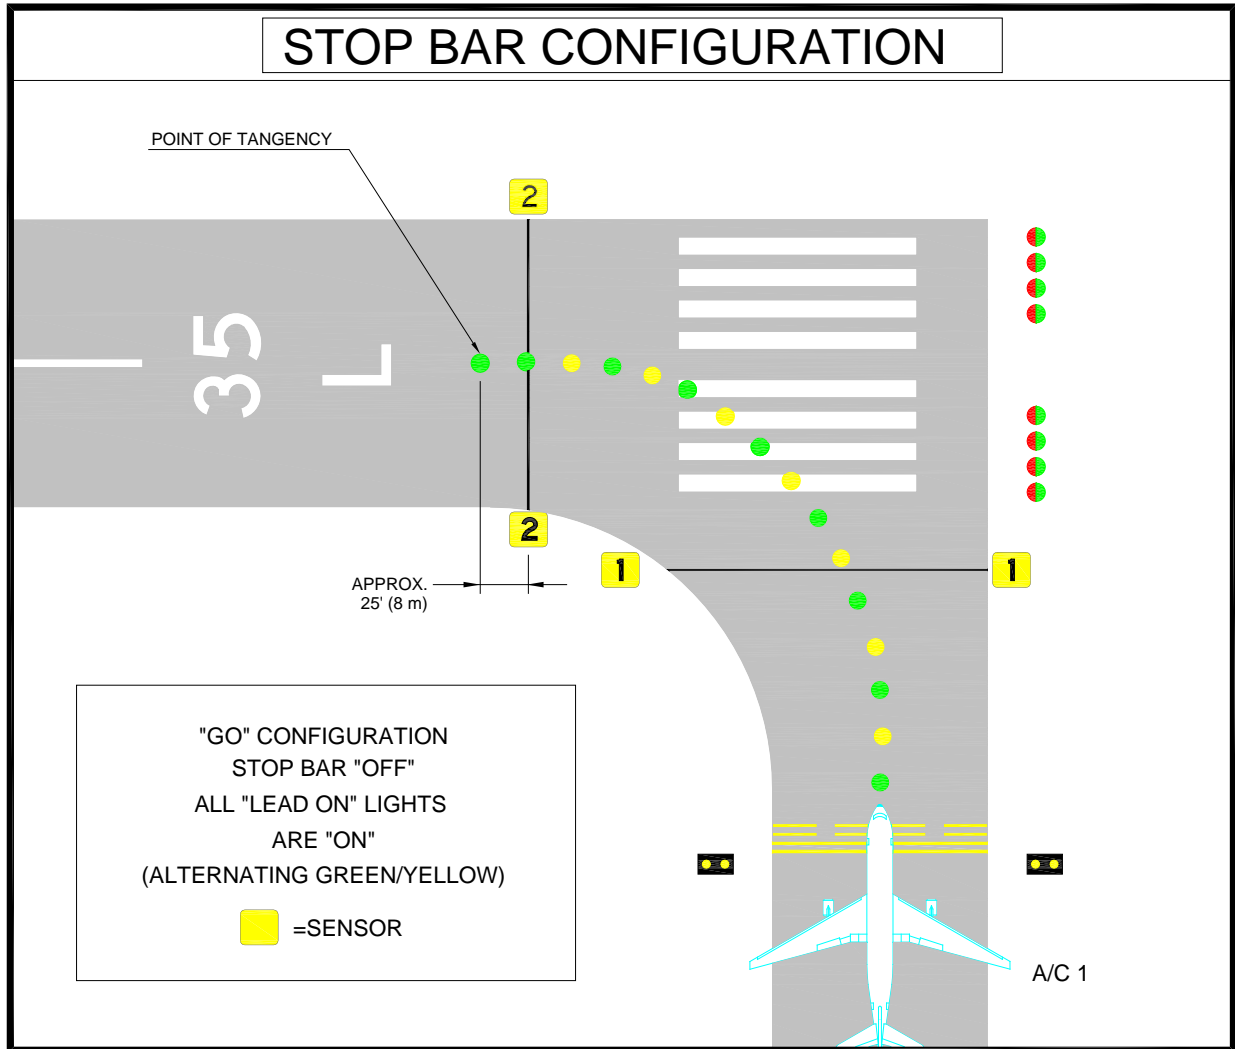 STOP BAR CONFIGURATION
POINT OF TANGENCY
2
35
L
2
1
1
APPROX.
25' (8 m)
"GO" CONFIGURATION
STOP BAR "OFF"
ALL "LEAD ON" LIGHTS
ARE "ON"
(ALTERNATING GREEN/YELLOW)
=SENSOR
A/C 1